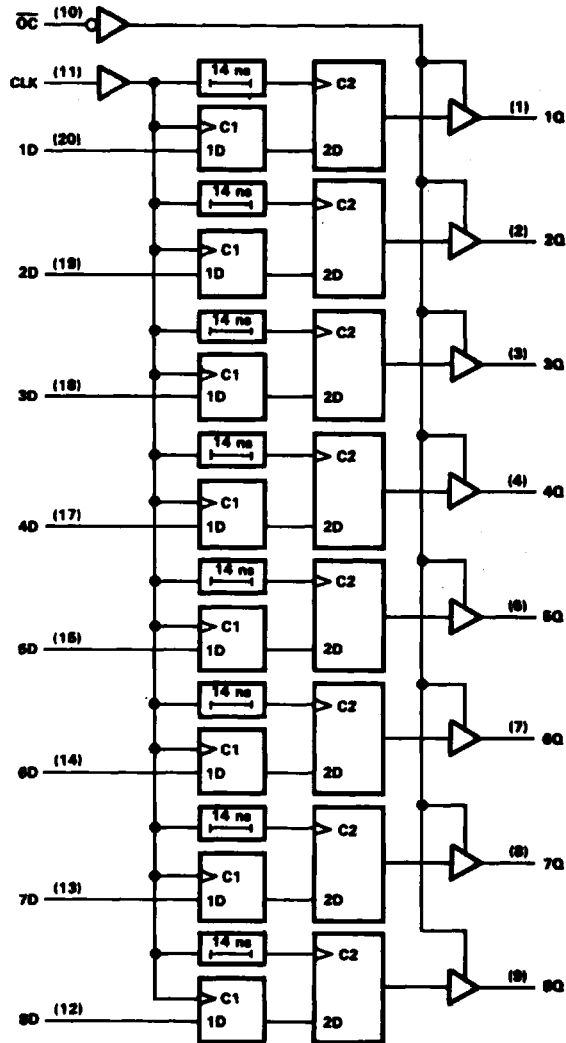 OC (10)
CLK (11)
14 ns
C2
(1)
1Q
C1
1D (20)
1D
2D
14 ns
C2
(2)
2Q
C1
2D (19)
1D
2D
14 ns
C2
(3)
3Q
C1
3D (18)
1D
2D
14 ns
C2
(4)
4Q
C1
4D (17)
1D
2D
14 ns
C2
(6)
5Q
C1
5D (15)
1D
2D
14 ns
C2
(7)
6Q
C1
6D (14)
1D
2D
14 ns
C2
(8)
7Q
C1
7D (13)
1D
2D
14 ns
C2
(9)
8Q
C1
8D (12)
1D
2D